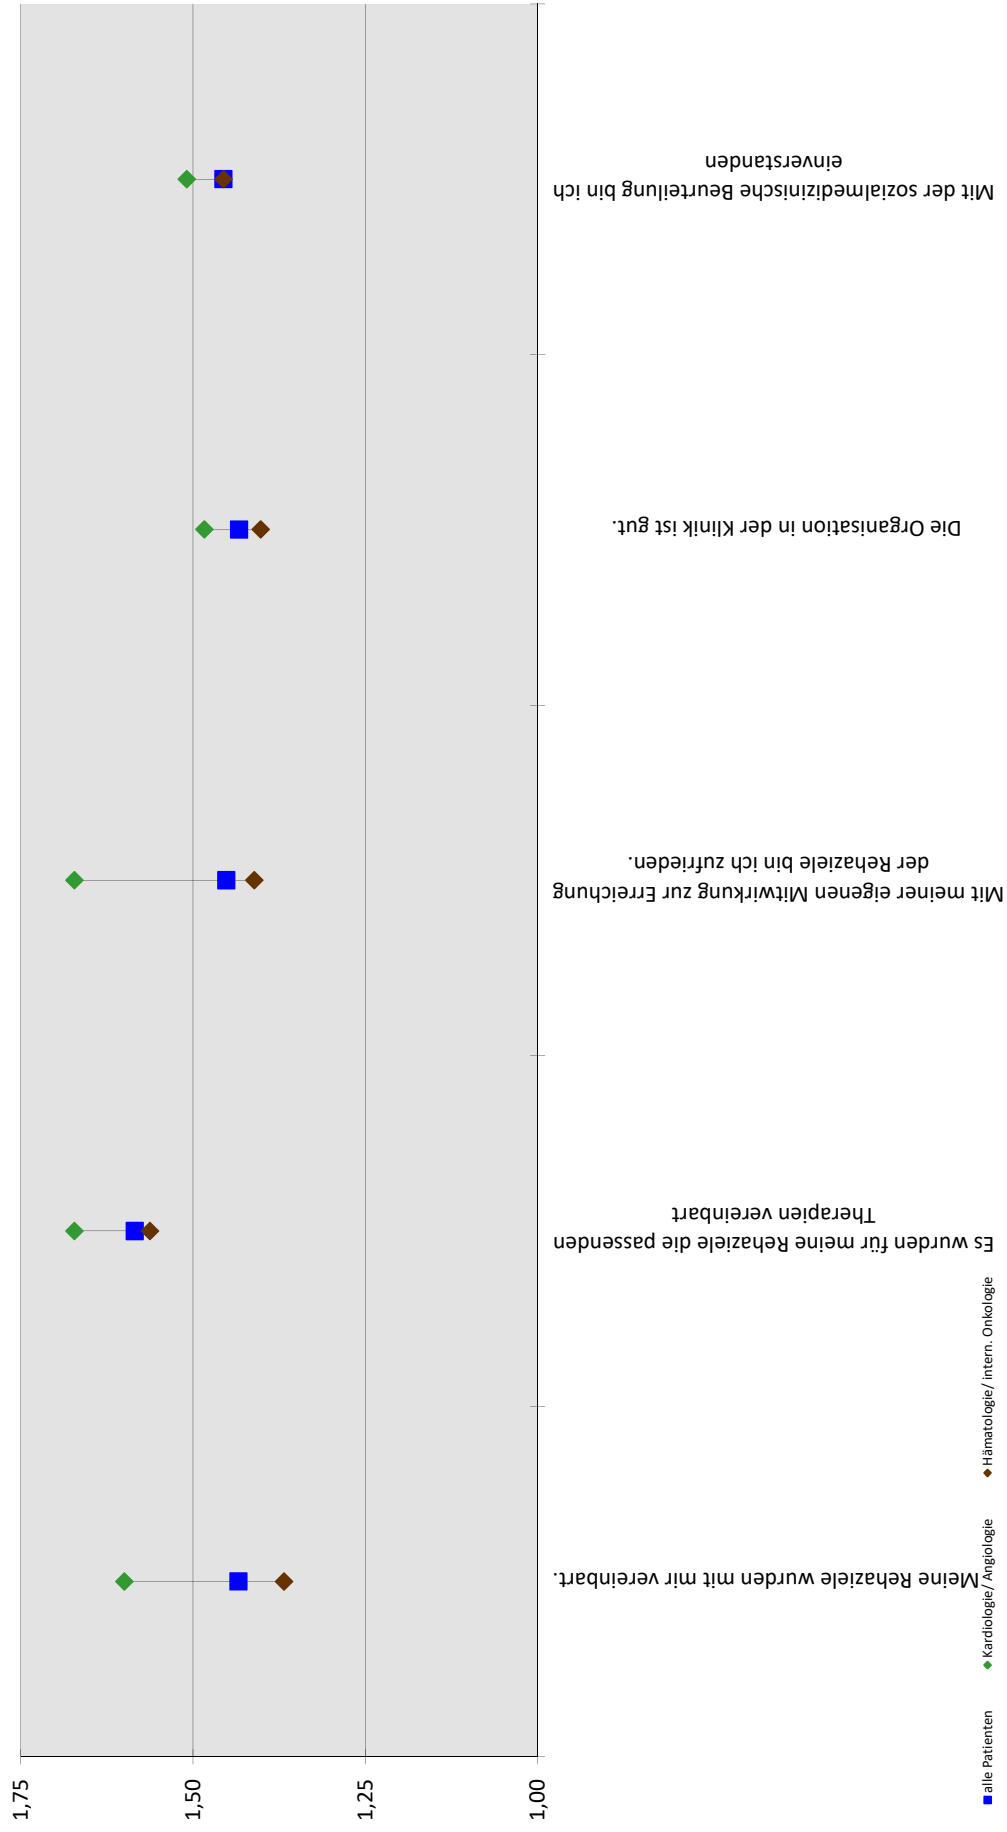 1,75
1,50
1,25
1,00
Mit der sozialmedizinische Beurteilung bin ich
einverstanden
Die Organisation in der Klinik ist gut.
Mit meiner eigenen Mitwirkung zur Erreichung
der Rehaziele bin ich zufrieden.
Es wurden für meine Rehaziele die passenden
Therapien vereinbart
Meine Rehaziele wurden mit mir vereinbart.
alle Patienten
Kardiologie/ Angiologie
Hämatologie/ intern. Onkologie